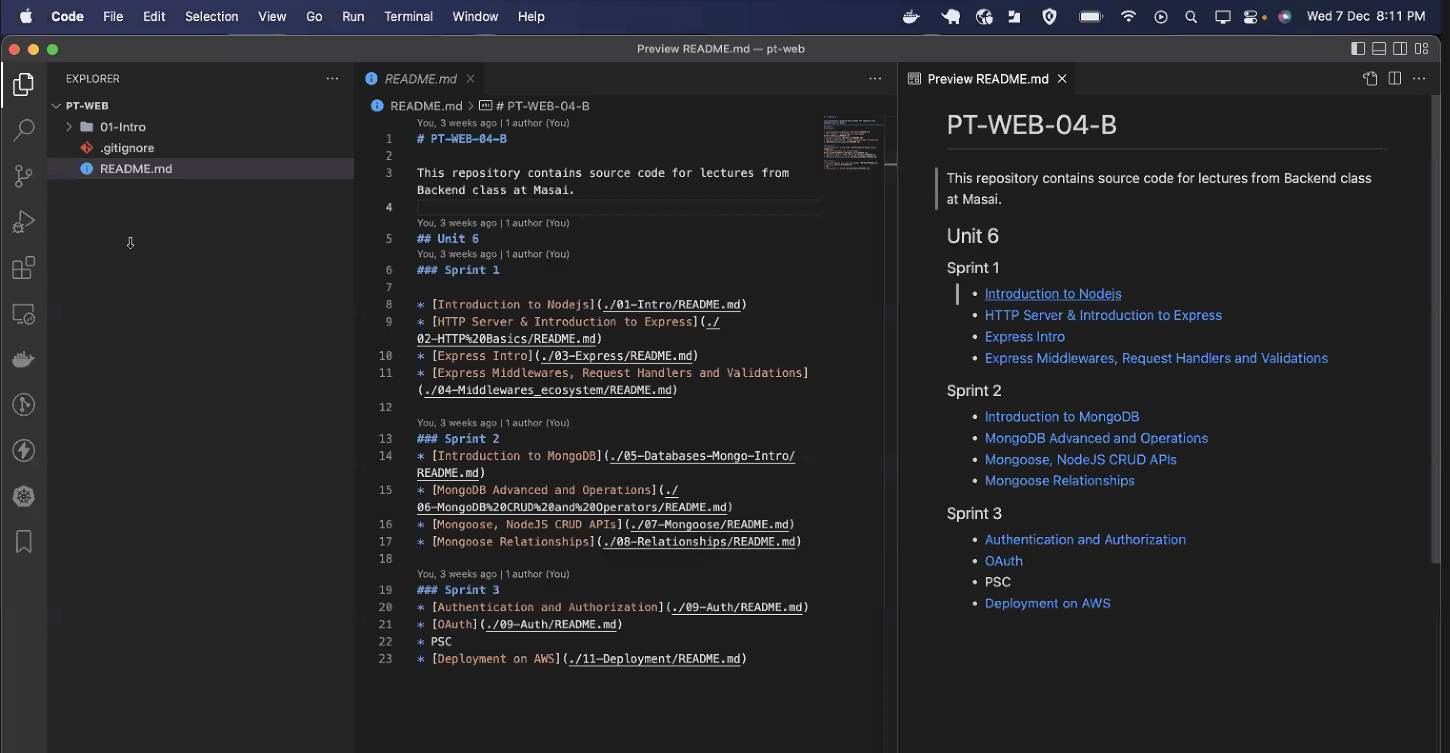 Code File Edit Selection View Go Run Terminal Window Help Wed 7 Dec 8:11 PM
Preview README.md — pt-web
EXPLORER
PT-WEB
01-Intro
.gitignore
README.md
README.md
README.md > # PT-WEB-04-B
You, 3 weeks ago | 1 author (You)
1 # PT-WEB-04-B
2
3 This repository contains source code for lectures from
Backend class at Masai.
4
You, 3 weeks ago | 1 author (You)
5 ## Unit 6
You, 3 weeks ago | 1 author (You)
6 ### Sprint 1
7
8 * [Introduction to Nodejs](./01-Intro/README.md)
9 * [HTTP Server & Introduction to Express](./
02-HTTP%20Basics/README.md)
10 * [Express Intro](./03-Express/README.md)
11 * [Express Middlewares, Request Handlers and Validations]
(./04-Middlewares_ecosystem/README.md)
12
You, 3 weeks ago | 1 author (You)
13 ### Sprint 2
14 * [Introduction to MongoDB](./05-Databases-Mongo-Intro/
README.md)
15 * [MongoDB Advanced and Operations](./
06-MongoDB%20CRUD%20and%20Operators/README.md)
16 * [Mongoose, NodeJS CRUD APIs](./07-Mongoose/README.md)
17 * [Mongoose Relationships](./08-Relationships/README.md)
18
You, 3 weeks ago | 1 author (You)
19 ### Sprint 3
20 * [Authentication and Authorization](./09-Auth/README.md)
21 * [OAuth](./09-Auth/README.md)
22 * PSC
23 * [Deployment on AWS](./11-Deployment/README.md)
Preview README.md
PT-WEB-04-B
This repository contains source code for lectures from Backend class
at Masai.
Unit 6
Sprint 1
• Introduction to Nodejs
• HTTP Server & Introduction to Express
• Express Intro
• Express Middlewares, Request Handlers and Validations
Sprint 2
• Introduction to MongoDB
• MongoDB Advanced and Operations
• Mongoose, NodeJS CRUD APIs
• Mongoose Relationships
Sprint 3
• Authentication and Authorization
• OAuth
• PSC
• Deployment on AWS